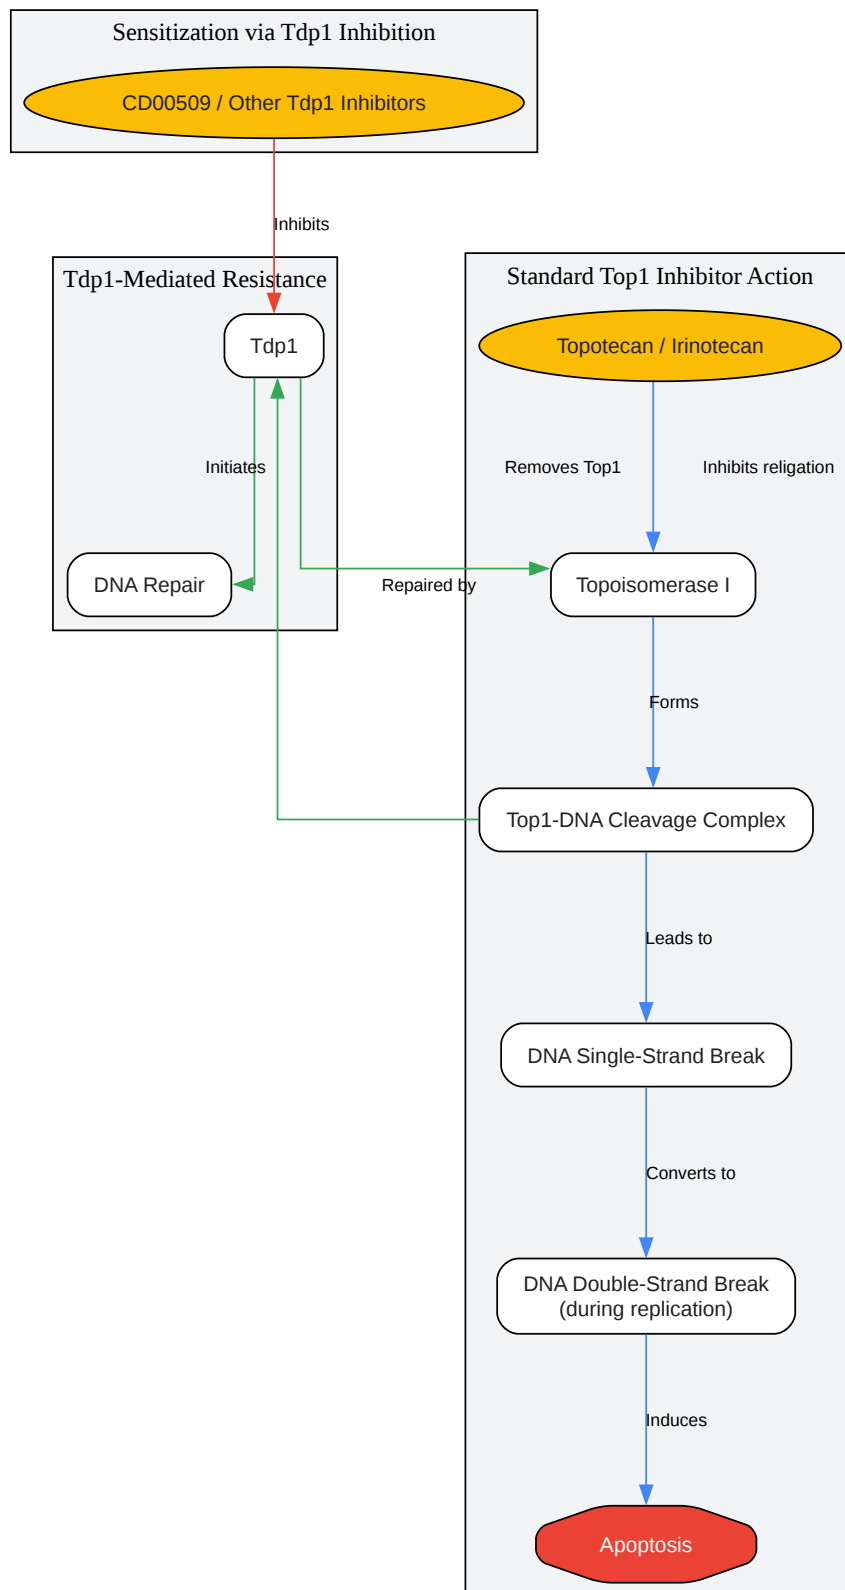 Sensitization via Tdp1 Inhibition
CD00509 / Other Tdp1 Inhibitors
Inhibits
Tdp1-Mediated Resistance
Tdp1
Initiates
DNA Repair
Standard Top1 Inhibitor Action
Topotecan / Irinotecan
Removes Top1
Inhibits religation
Repaired by
Topoisomerase I
Forms
Top1-DNA Cleavage Complex
Leads to
DNA Single-Strand Break
Converts to
DNA Double-Strand Break
(during replication)
Induces
Apoptosis